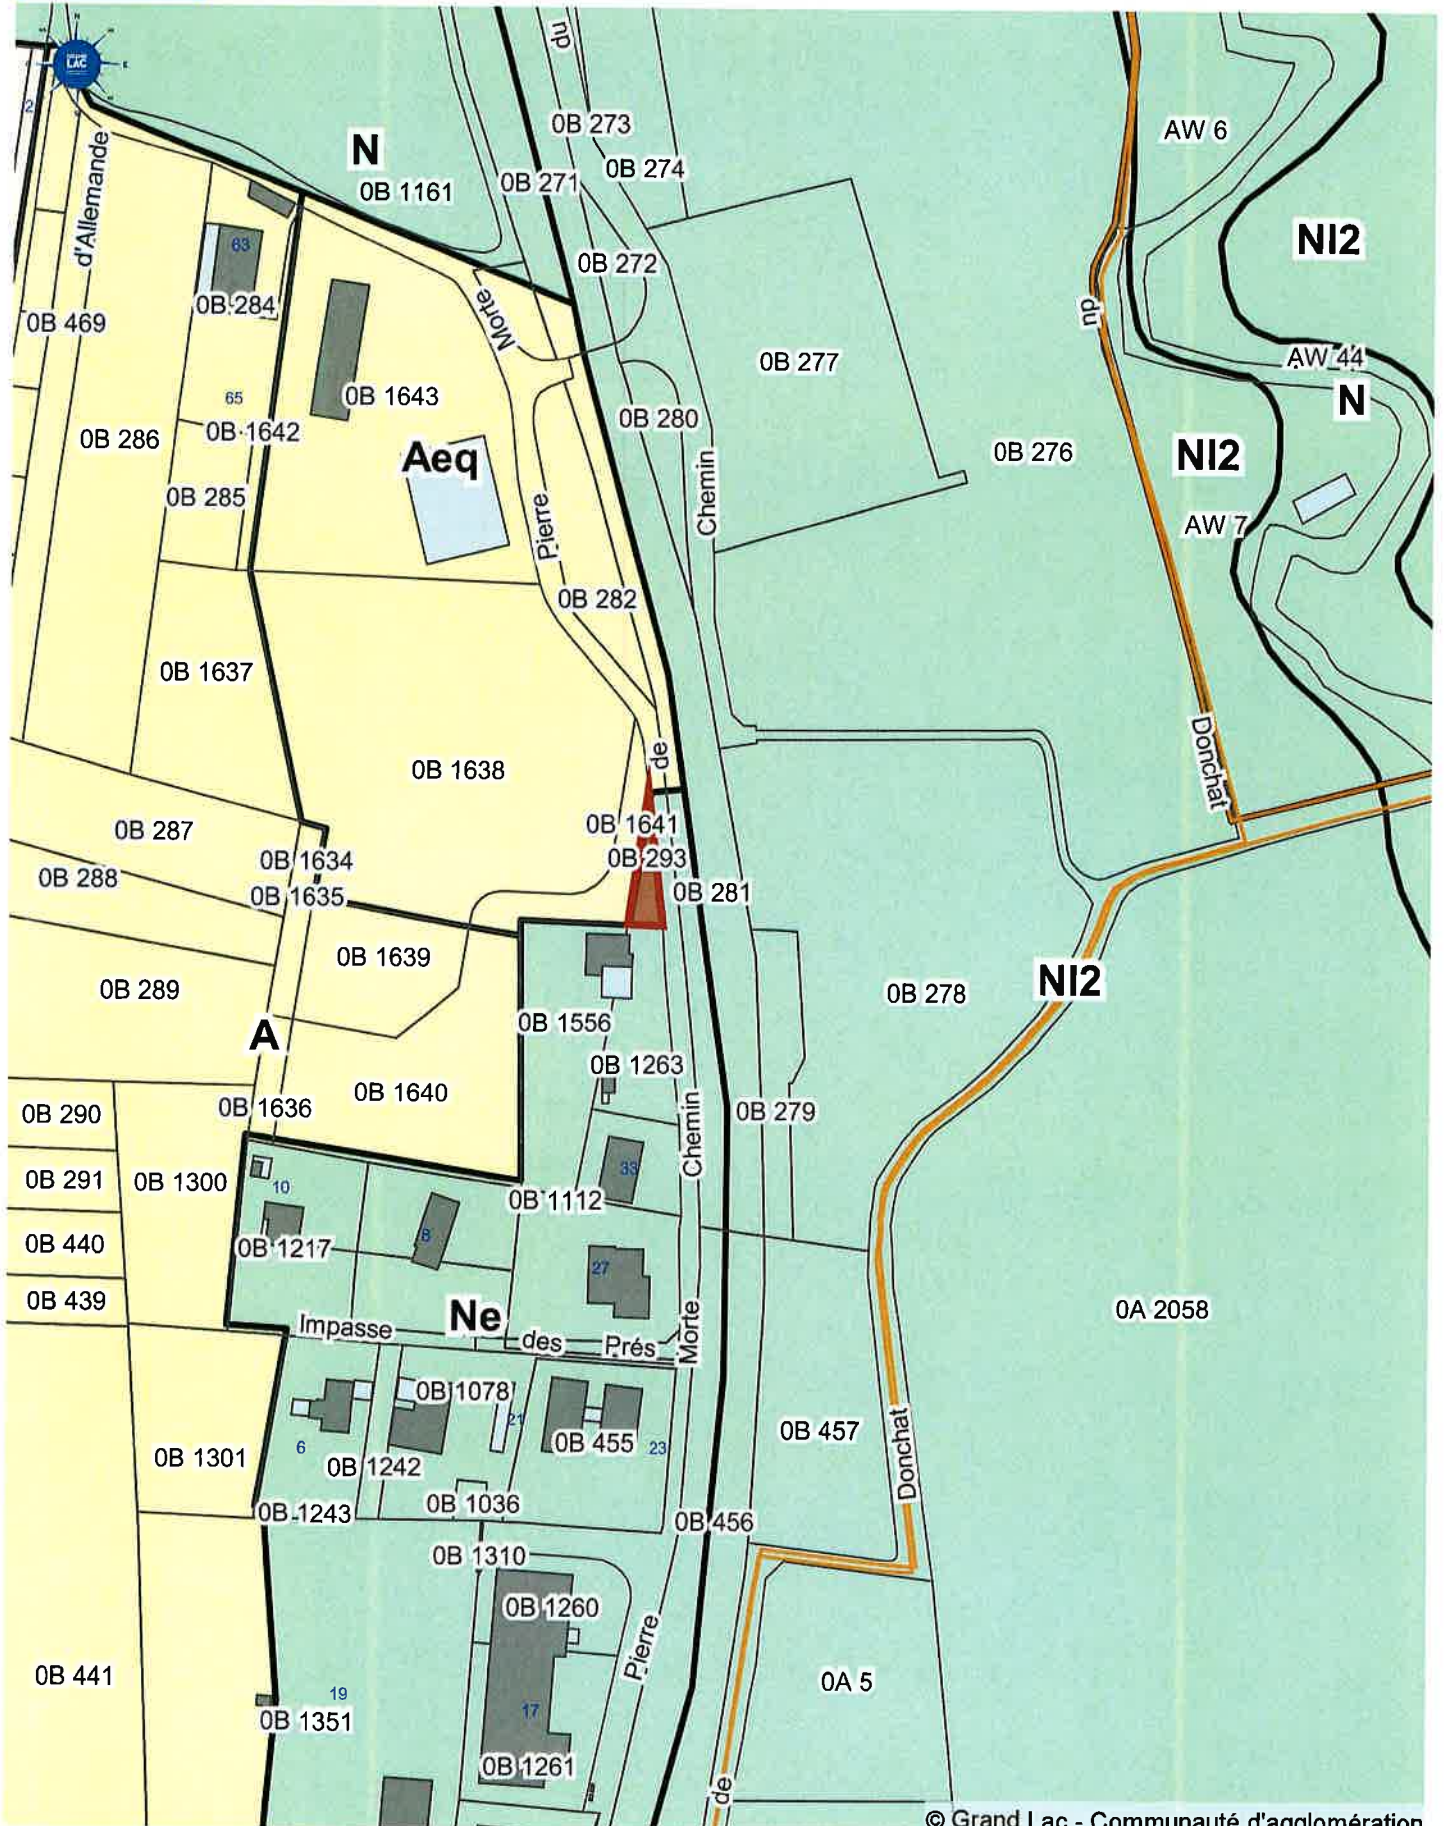 du
GRAND
LAC
2
0B 273
AW 6
N
0B 274
0B 271
0B 1161
d'Allemande
NI2
63
0B 272
0B 284
Morte
du
0B 469
AW 44
0B 277
0B 1643
65
N
0B 280
0B 1642
0B 286
Aeq
0B 276
NI2
0B 285
Chemin
Pierre
AW 7
0B 282
0B 1637
de
Donchat
0B 1638
0B 1641
0B 287
0B 293
0B 1634
0B 288
0B 281
0B 1635
0B 1639
0B 289
0B 278
NI2
0B 1556
A
0B 1263
0B 1640
0B 1636
0B 290
0B 279
Chemin
33
0B 291
0B 1300
10
0B 1112
8
0B 440
0B 1217
27
0B 439
0A 2058
Impasse
Ne
des
Prés
Morte
0B 1078
21
0B 457
0B 455
6
23
0B 1301
0B 1242
Donchat
0B 1036
0B 1243
0B 456
0B 1310
0B 1260
Pierre
0B 441
0A 5
19
17
0B 1351
0B 1261
de
© Grand Lac - Communauté d'agglomération